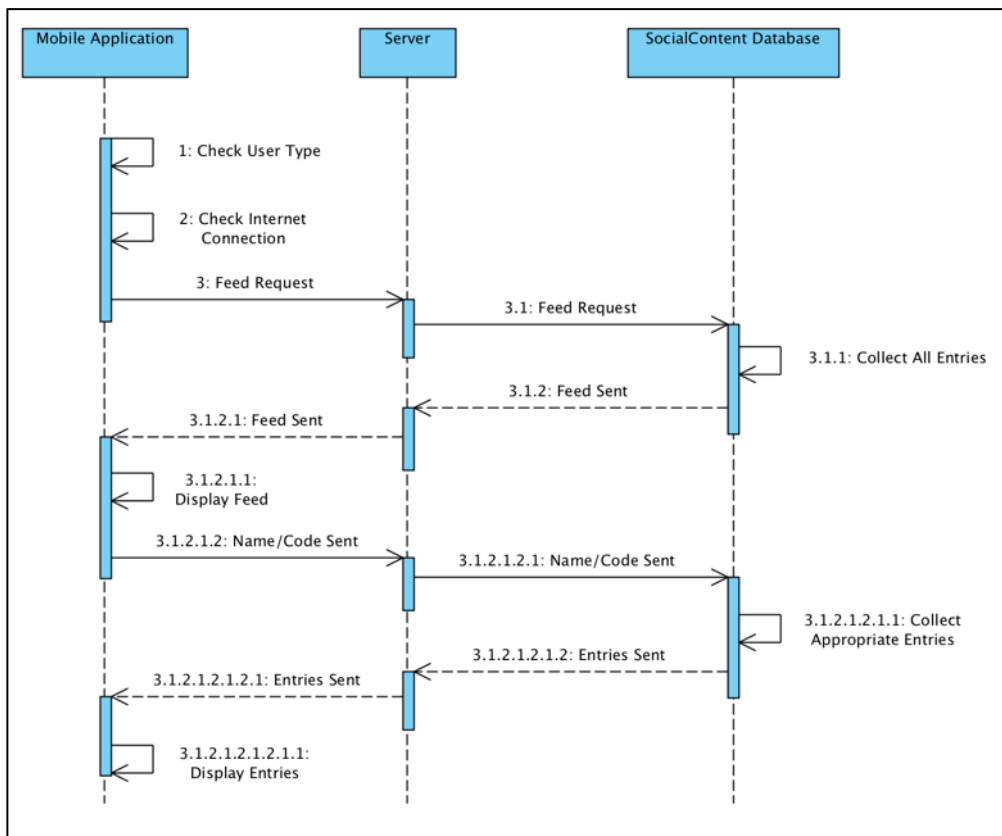 Mobile Application
Server
SocialContent Database
1: Check User Type
2: Check Internet
Connection
3: Feed Request
3.1: Feed Request
3.1.1: Collect All Entries
3.1.2: Feed Sent
3.1.2.1: Feed Sent
3.1.2.1.1:
Display Feed
3.1.2.1.2: Name/Code Sent
3.1.2.1.2.1: Name/Code Sent
3.1.2.1.2.1.1: Collect
Appropriate Entries
3.1.2.1.2.1.2: Entries Sent
3.1.2.1.2.1.2.1: Entries Sent
3.1.2.1.2.1.2.1.1:
Display Entries